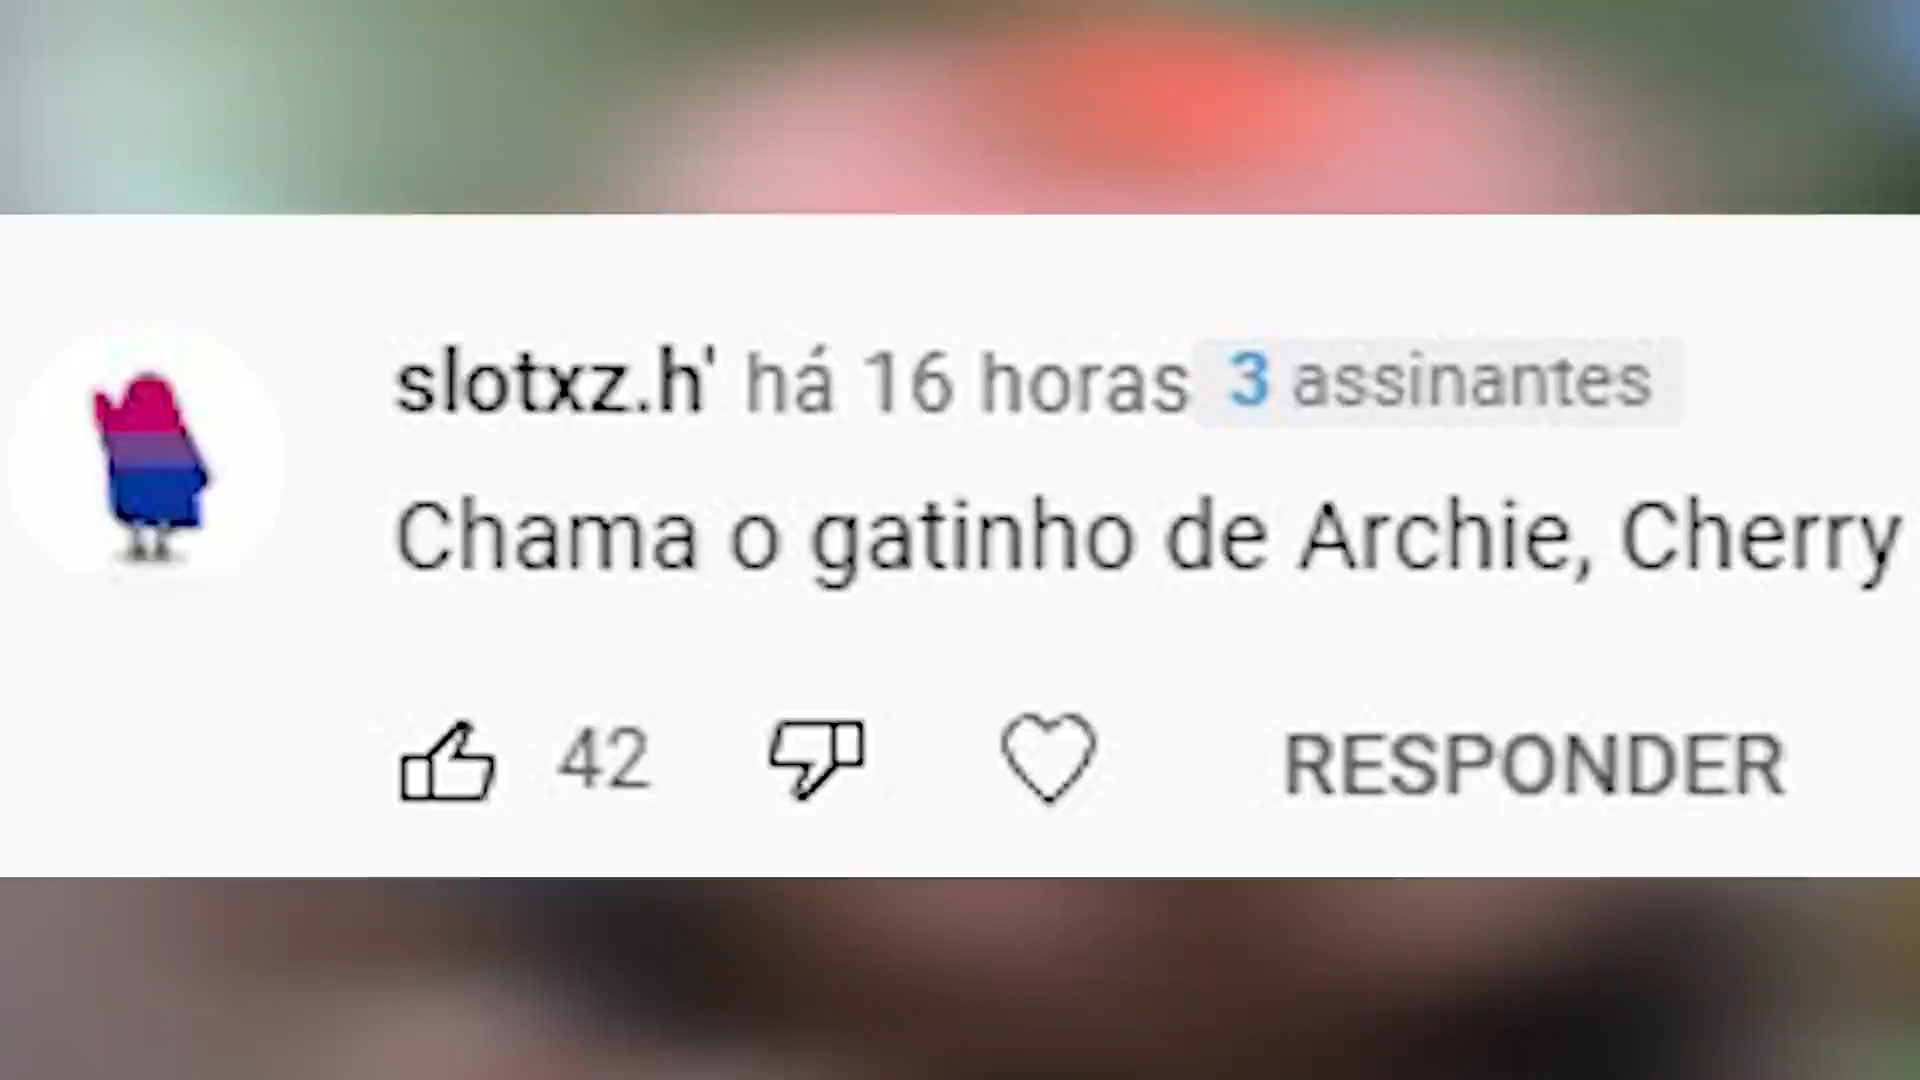 slotxz.h' há 16 horas 3 assinantes
Chama o gatinho de Archie, Cherry
42 RESPONDER